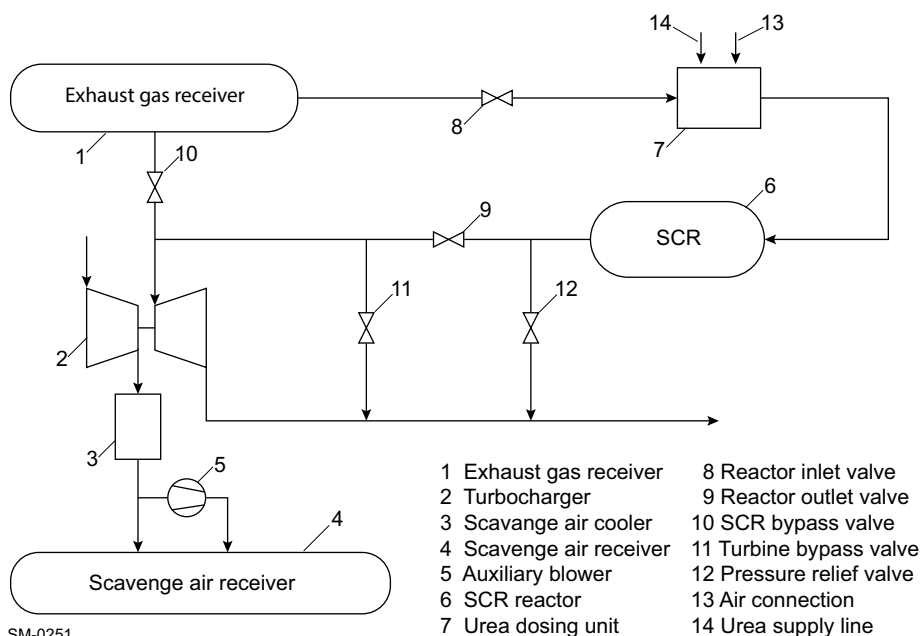 14
13
Exhaust gas receiver
8
7
1
10
6
9
SCR
11
12
2
3
5
4
Scavenge air receiver
1 Exhaust gas receiver
2 Turbocharger
3 Scavange air cooler
4 Scavenge air receiver
5 Auxiliary blower
6 SCR reactor
7 Urea dosing unit
8 Reactor inlet valve
9 Reactor outlet valve
10 SCR bypass valve
11 Turbine bypass valve
12 Pressure relief valve
13 Air connection
14 Urea supply line
SM-0251